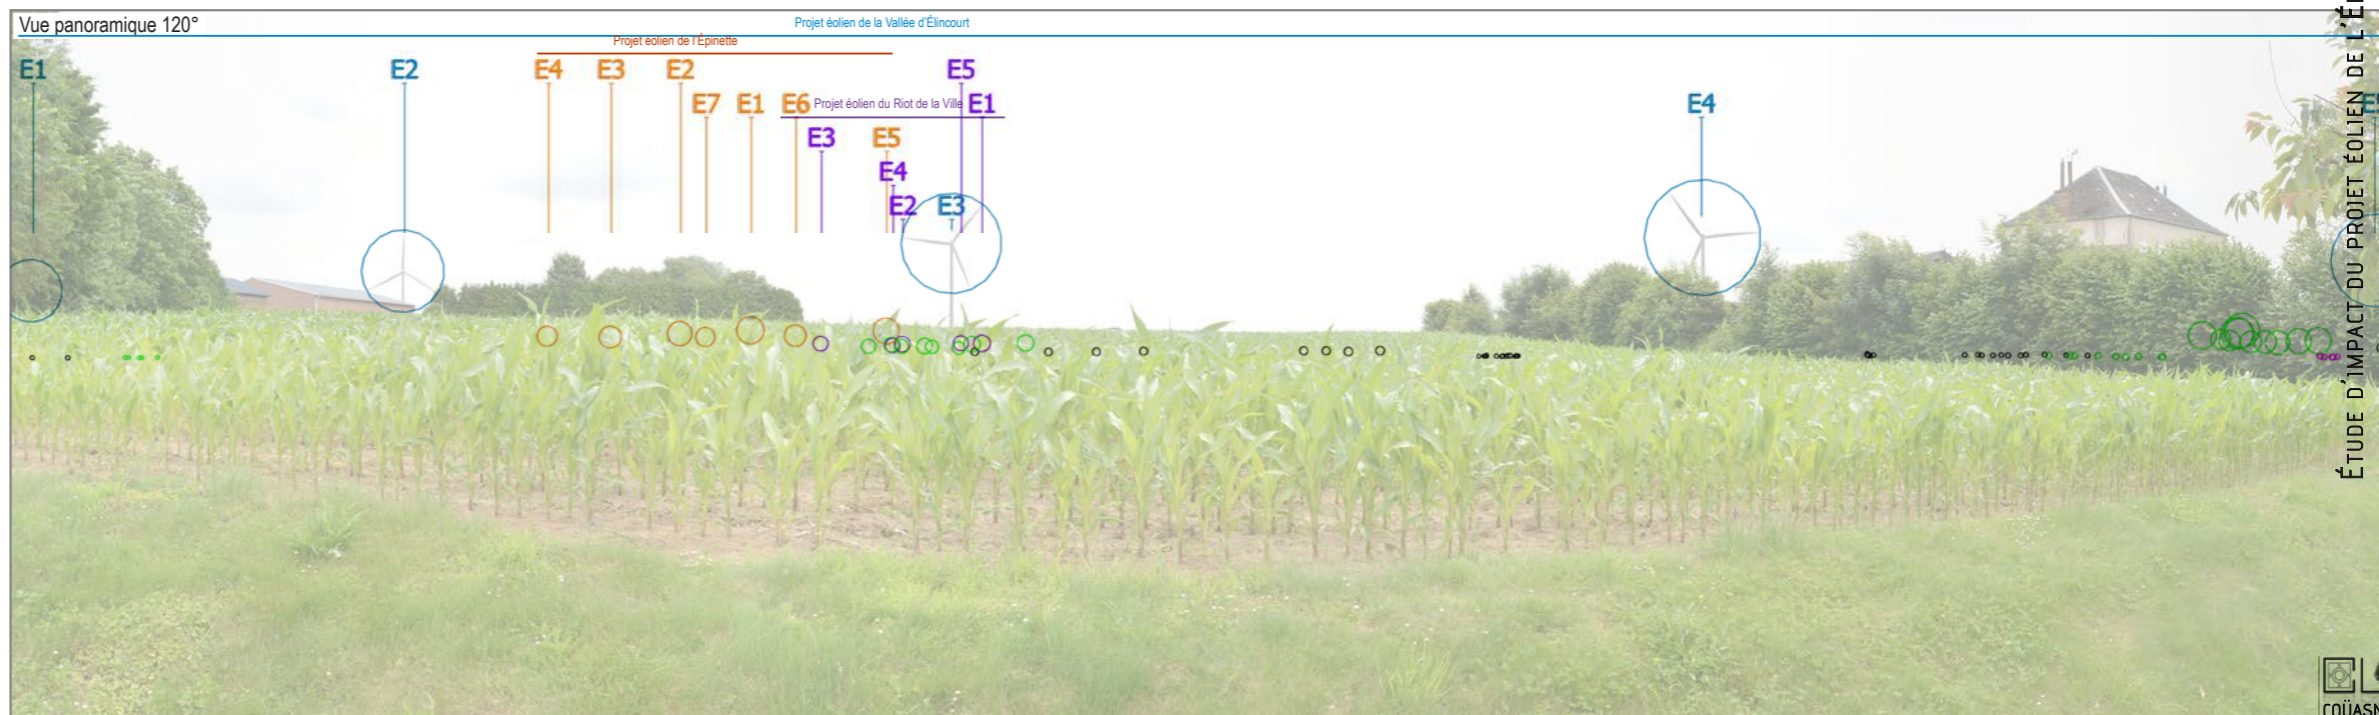 Vue panoramique 120°
Projet éolien de la Vallée d'Élincourt
Projet éolien de l'Épinette
E1
E2
E4
E3
E2
E5
E7
E1
E6
Projet éolien du Riot de la Ville
E1
E4
E3
E5
E4
E2
E3
ÉTUDE D'IMPACT DU PROJET ÉOLIEN DE L'É